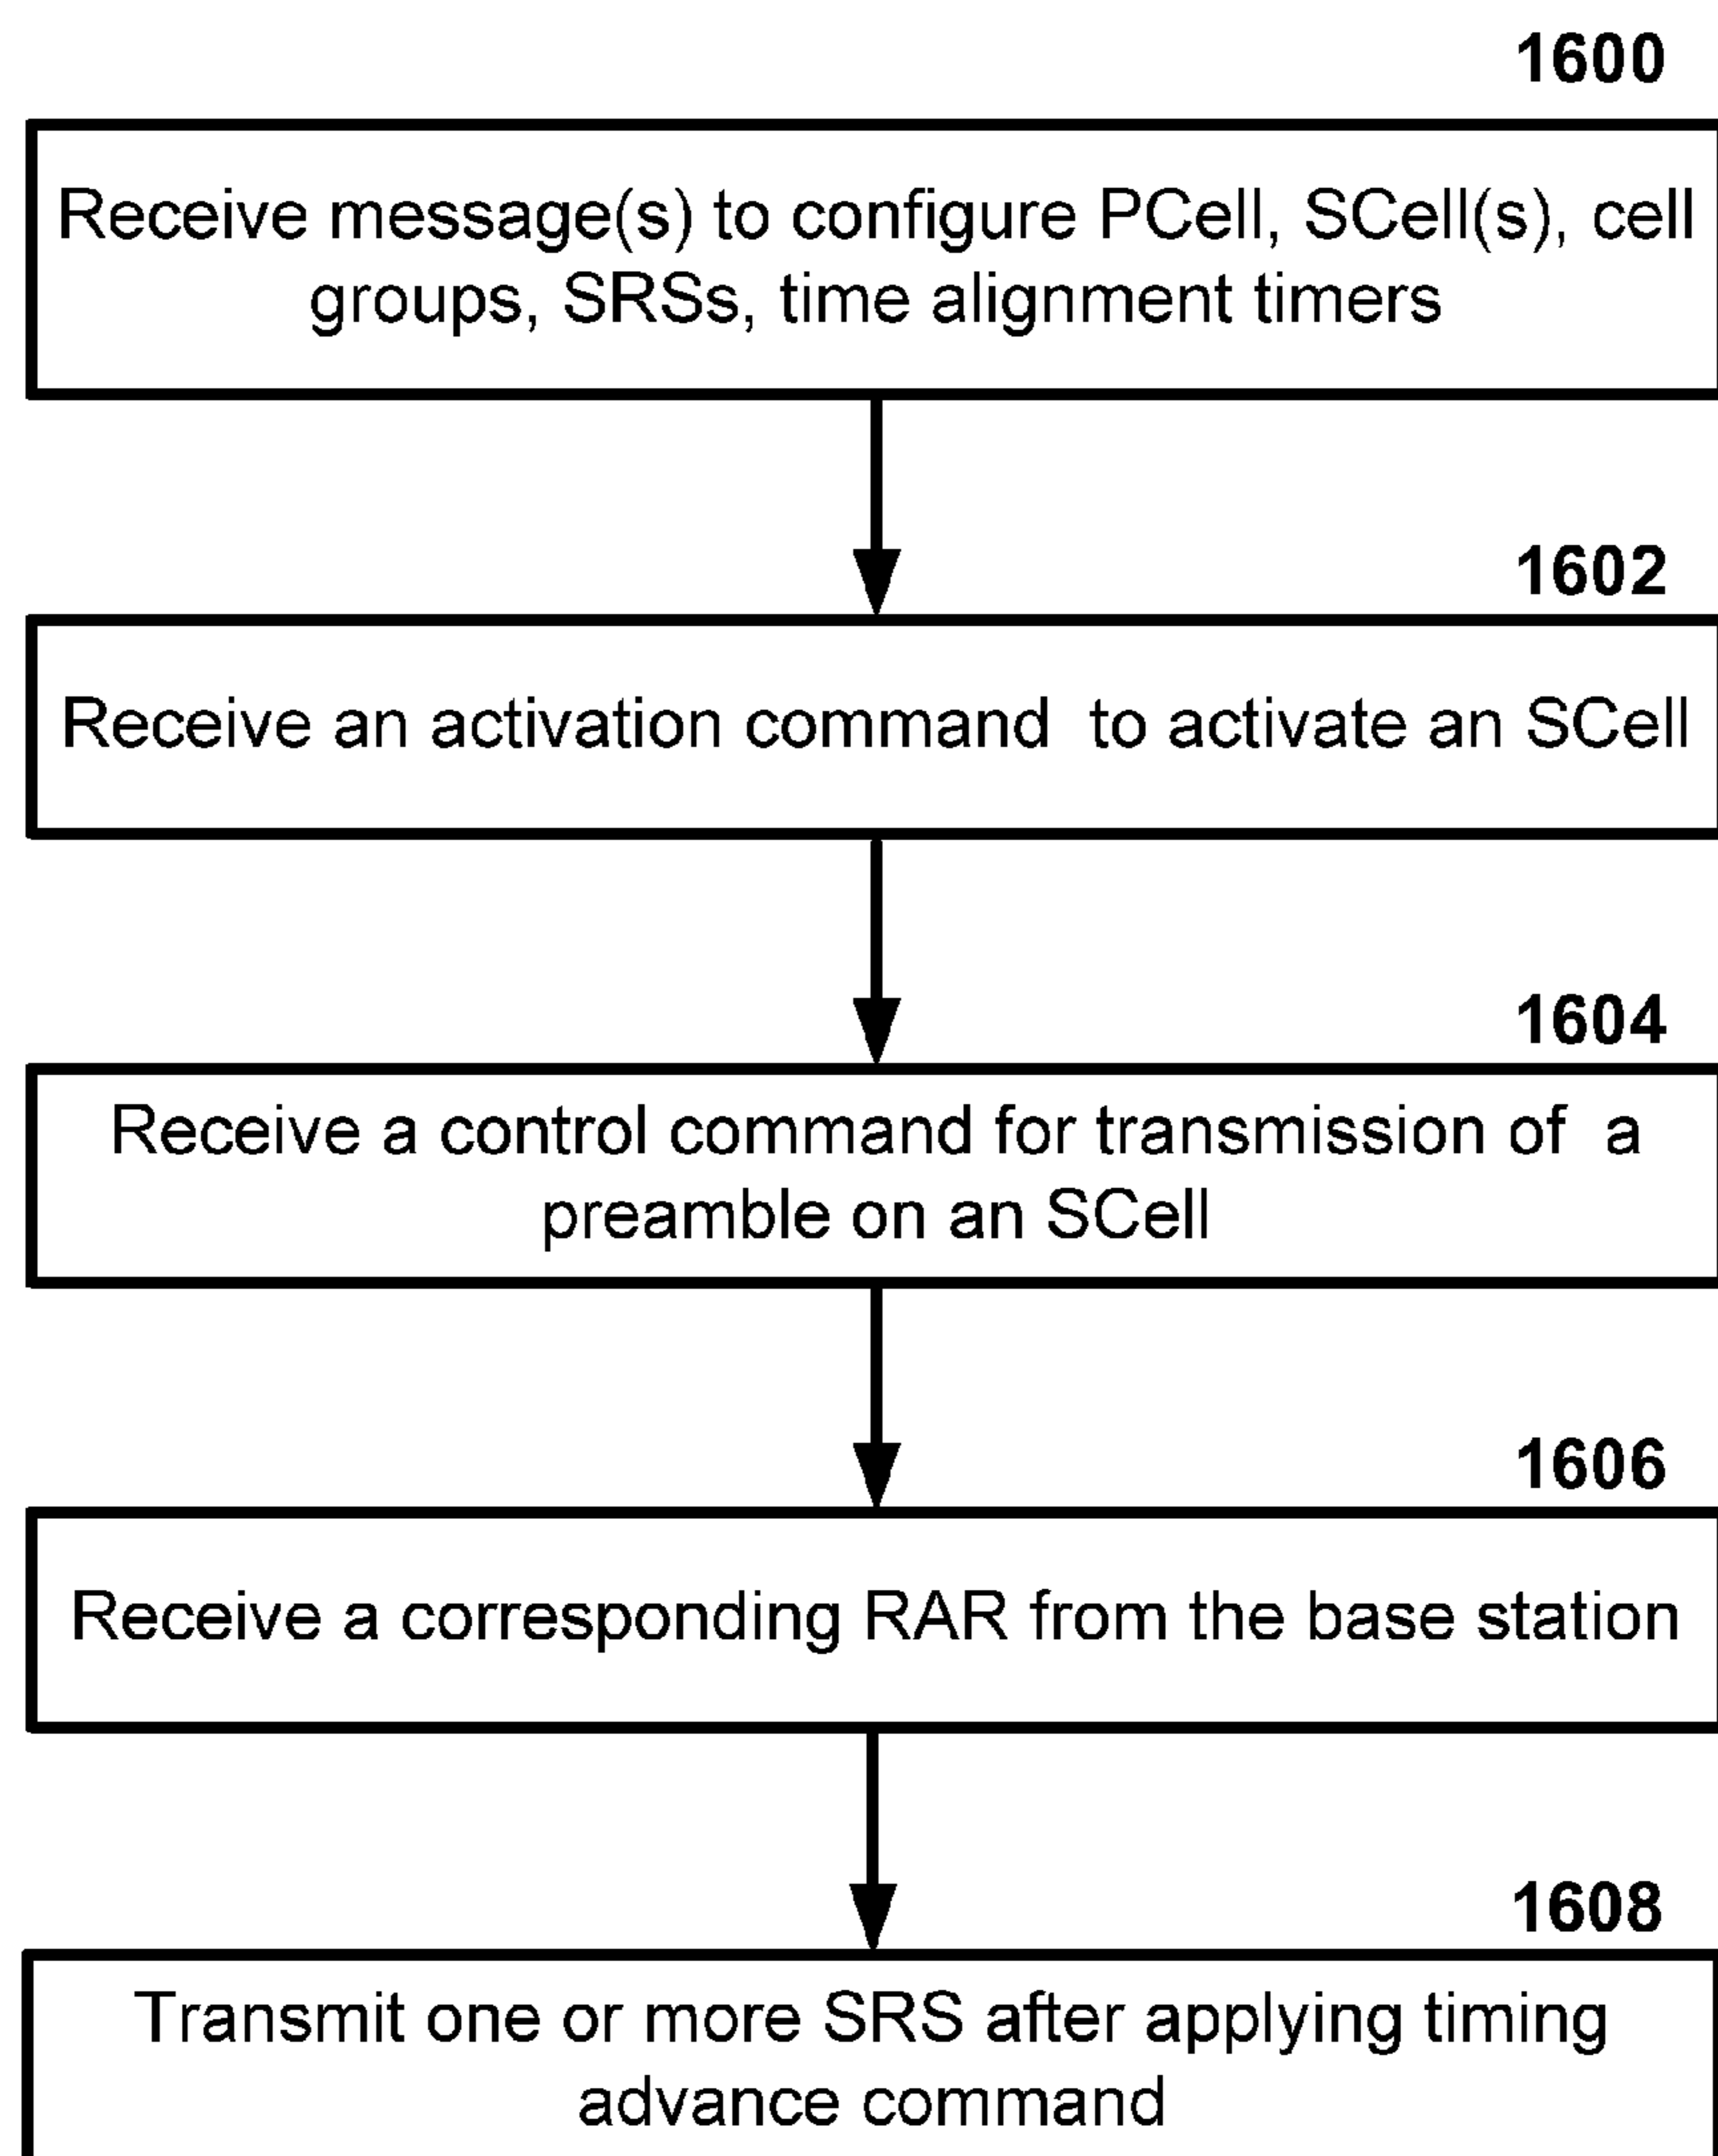 1600
Receive message(s) to configure PCell, SCell(s), cell
groups, SRSs, time alignment timers
1602
Receive an activation command to activate an SCell
1604
Receive a control command for transmission of a
preamble on an SCell
1606
Receive a corresponding RAR from the base station
1608
Transmit one or more SRS after applying timing
advance command